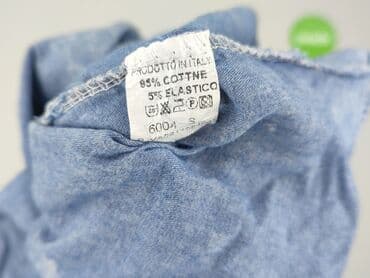 PRODOTTO IN ITALY
95% COTTNE
5% ELASTICO
6004 S